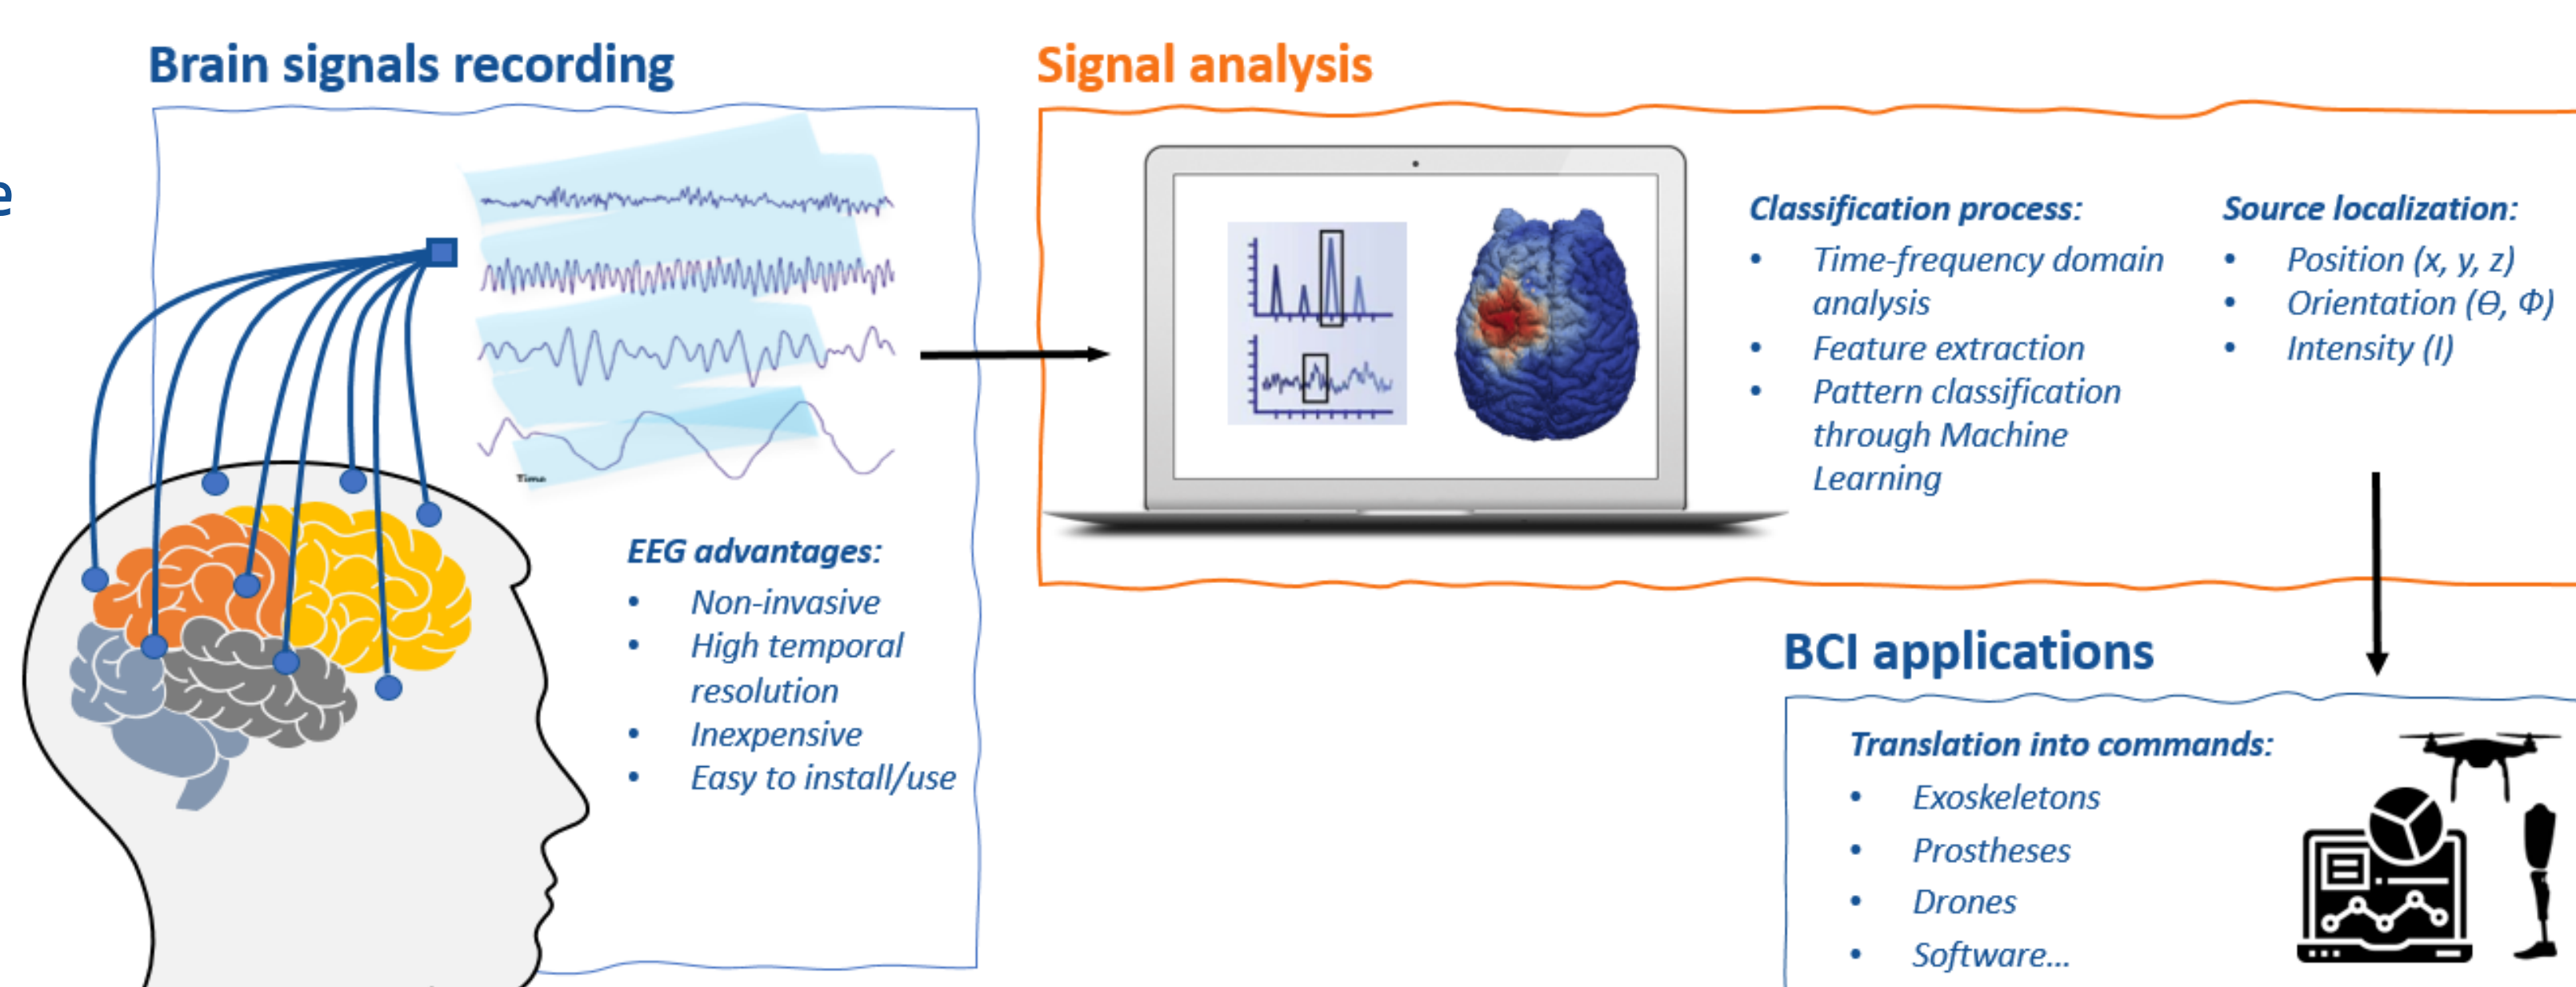 e
Brain signals recording
Time
EEG advantages:
• Non-invasive
• High temporal
resolution
• Inexpensive
• Easy to install/use
Signal analysis
Classification process:
• Time-frequency domain
analysis
• Feature extraction
• Pattern classification
through Machine
Learning
Source localization:
• Position (x, y, z)
• Orientation (Θ, Φ)
• Intensity (I)
BCI applications
Translation into commands:
• Exoskeletons
• Prostheses
• Drones
• Software...